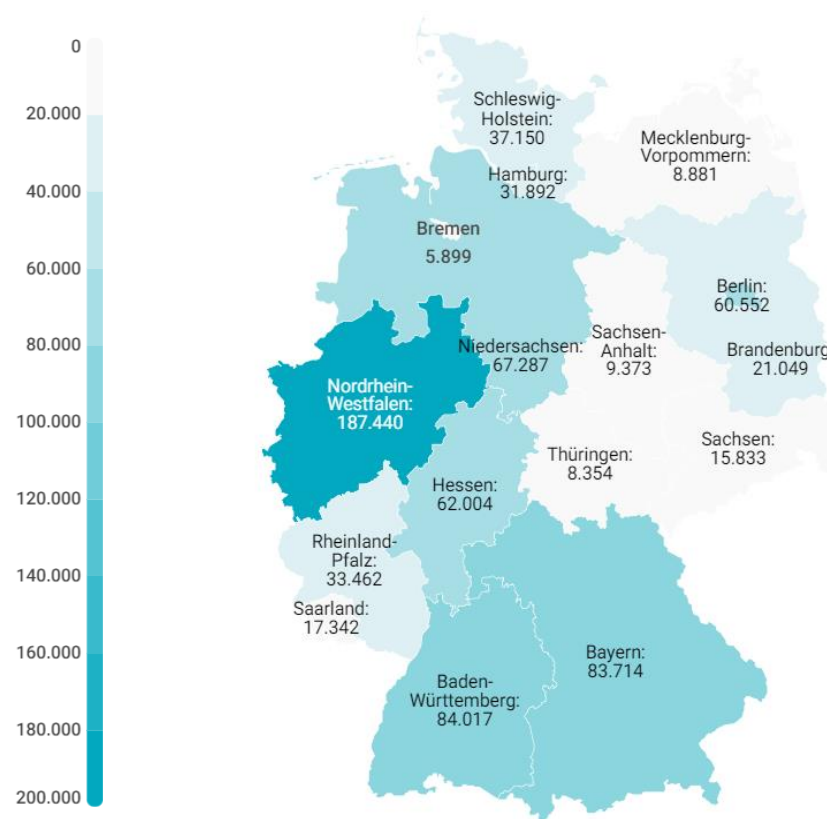 0
20.000
40.000
60.000
80.000
100.000
120.000
140.000
160.000
180.000
200.000
Schleswig-
Holstein:
37.150
Mecklenburg-
Vorpommern:
8.881
Hamburg:
31.892
Bremen
5.899
Berlin:
60.552
Niedersachsen:
67.287
Sachsen-
Anhalt:
9.373
Brandenburg
21.049
Nordrhein-
Westfalen:
187.440
Thüringen:
8.354
Sachsen:
15.833
Hessen:
62.004
Rheinland-
Pfalz:
33.462
Saarland:
17.342
Bayern:
83.714
Baden-
Württemberg:
84.017